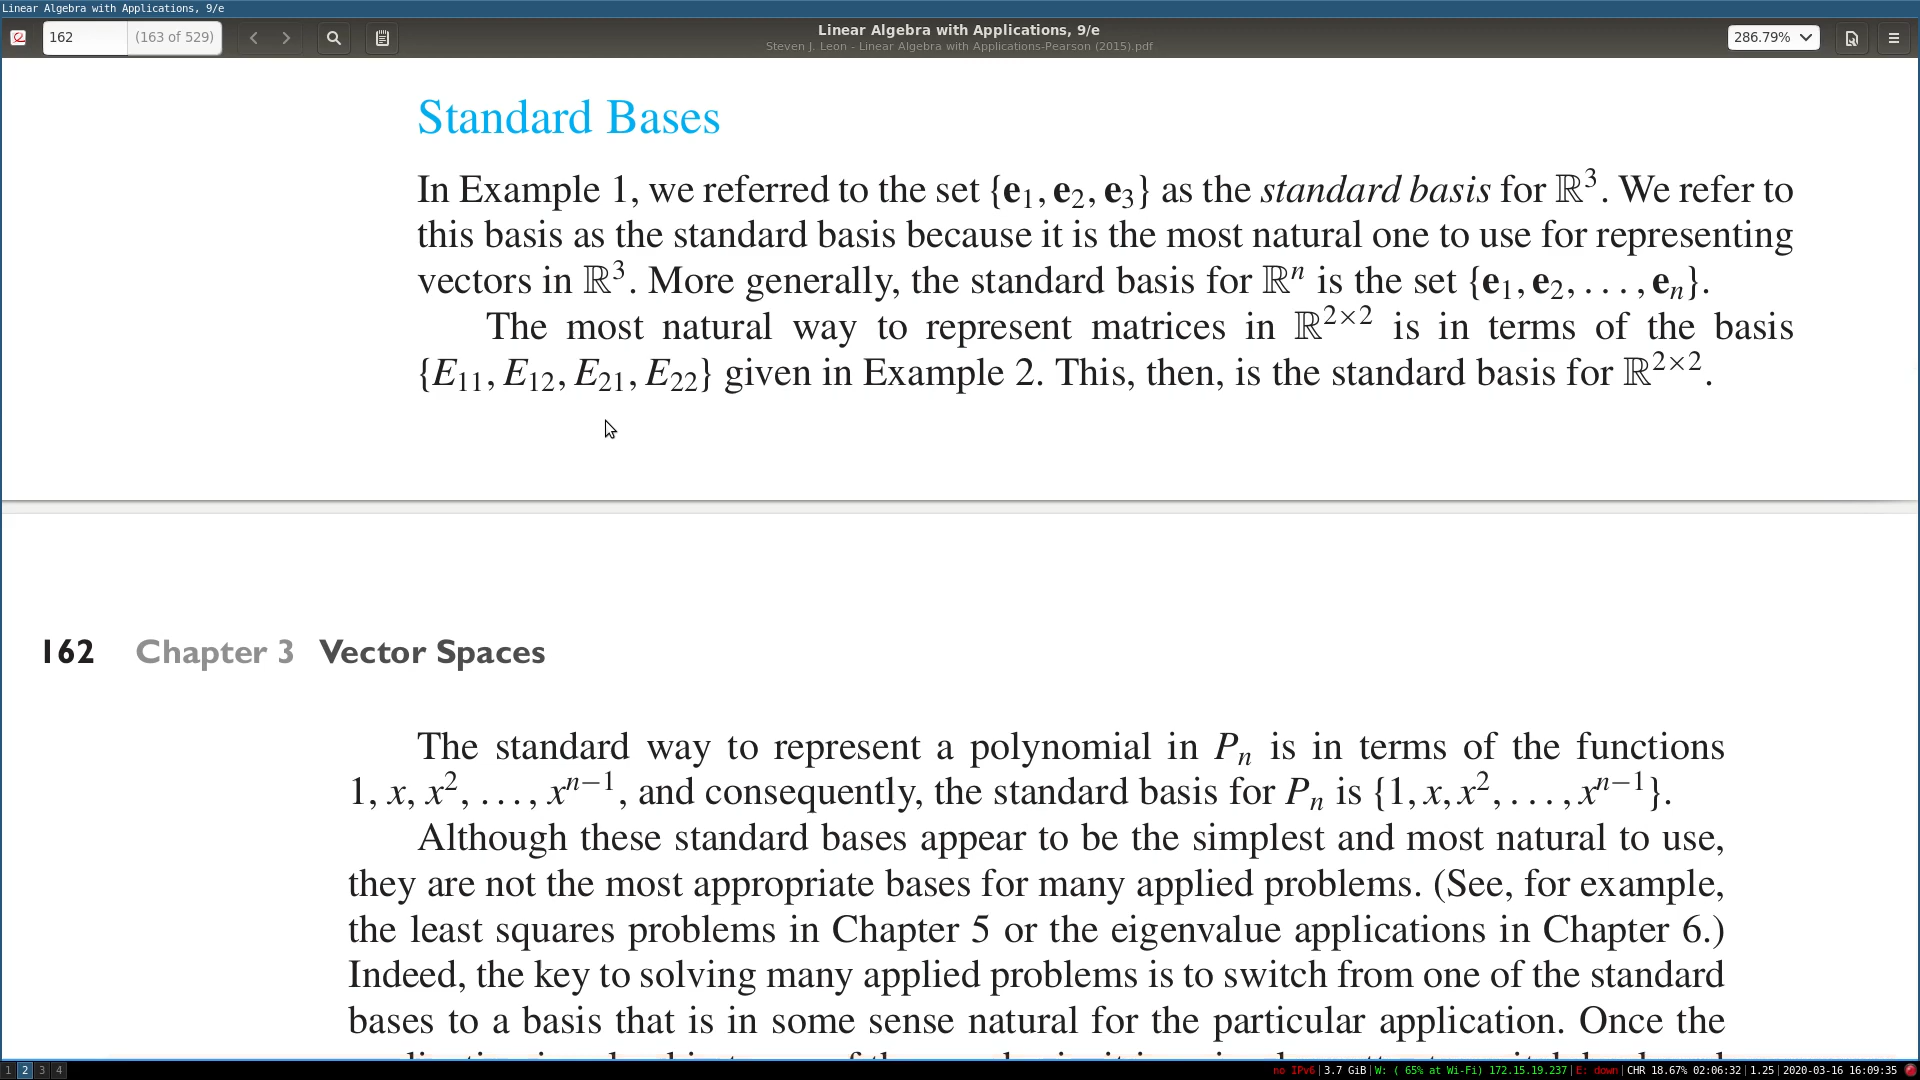 Linear Algebra with Applications, 9/e
162 (163 of 529)
Linear Algebra with Applications, 9/e
Steven J. Leon - Linear Algebra with Applications-Pearson (2015).pdf
286.79%
Standard Bases
In Example 1, we referred to the set {e₁, e₂, e₃} as the standard basis for ℝ³. We refer to
this basis as the standard basis because it is the most natural one to use for representing
vectors in ℝ³. More generally, the standard basis for ℝⁿ is the set {e₁, e₂, . . . , eₙ}.
The most natural way to represent matrices in ℝ²ˣ² is in terms of the basis
{E₁₁, E₁₂, E₂₁, E₂₂} given in Example 2. This, then, is the standard basis for ℝ²ˣ².
162 Chapter 3 Vector Spaces
The standard way to represent a polynomial in Pₙ is in terms of the functions
1, x, x², . . . , xⁿ⁻¹, and consequently, the standard basis for Pₙ is {1, x, x², . . . , xⁿ⁻¹}.
Although these standard bases appear to be the simplest and most natural to use,
they are not the most appropriate bases for many applied problems. (See, for example,
the least squares problems in Chapter 5 or the eigenvalue applications in Chapter 6.)
Indeed, the key to solving many applied problems is to switch from one of the standard
bases to a basis that is in some sense natural for the particular application. Once the
1 2 3 4
no IPv6|3.7 GiB|W: ( 65% at Wi-Fi) 172.15.19.237|E: down|CHR 18.67% 02:06:32|1.25|2020-03-16 16:09:35